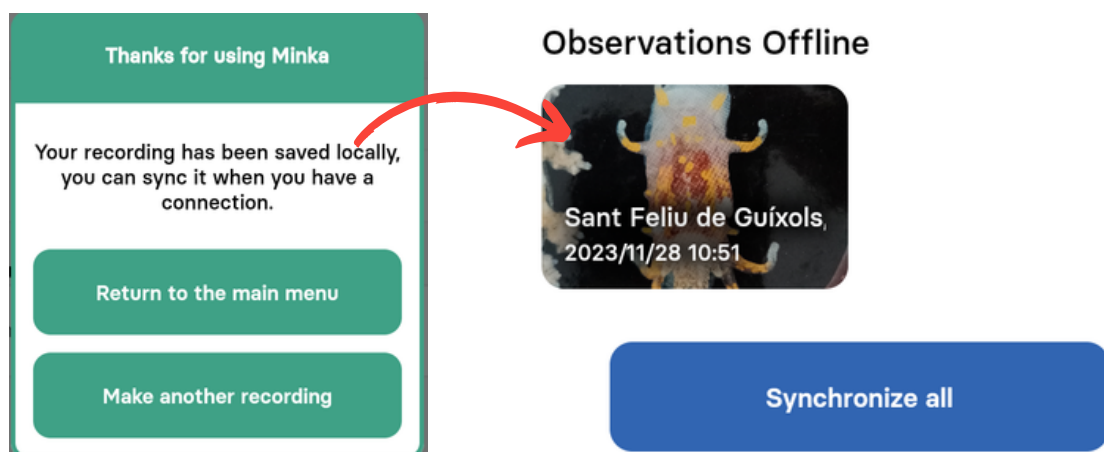 Thanks for using Minka
Your recording has been saved locally,
you can sync it when you have a
connection.
Return to the main menu
Make another recording
Observations Offline
Sant Feliu de Guíxols,
2023/11/28 10:51
Synchronize all